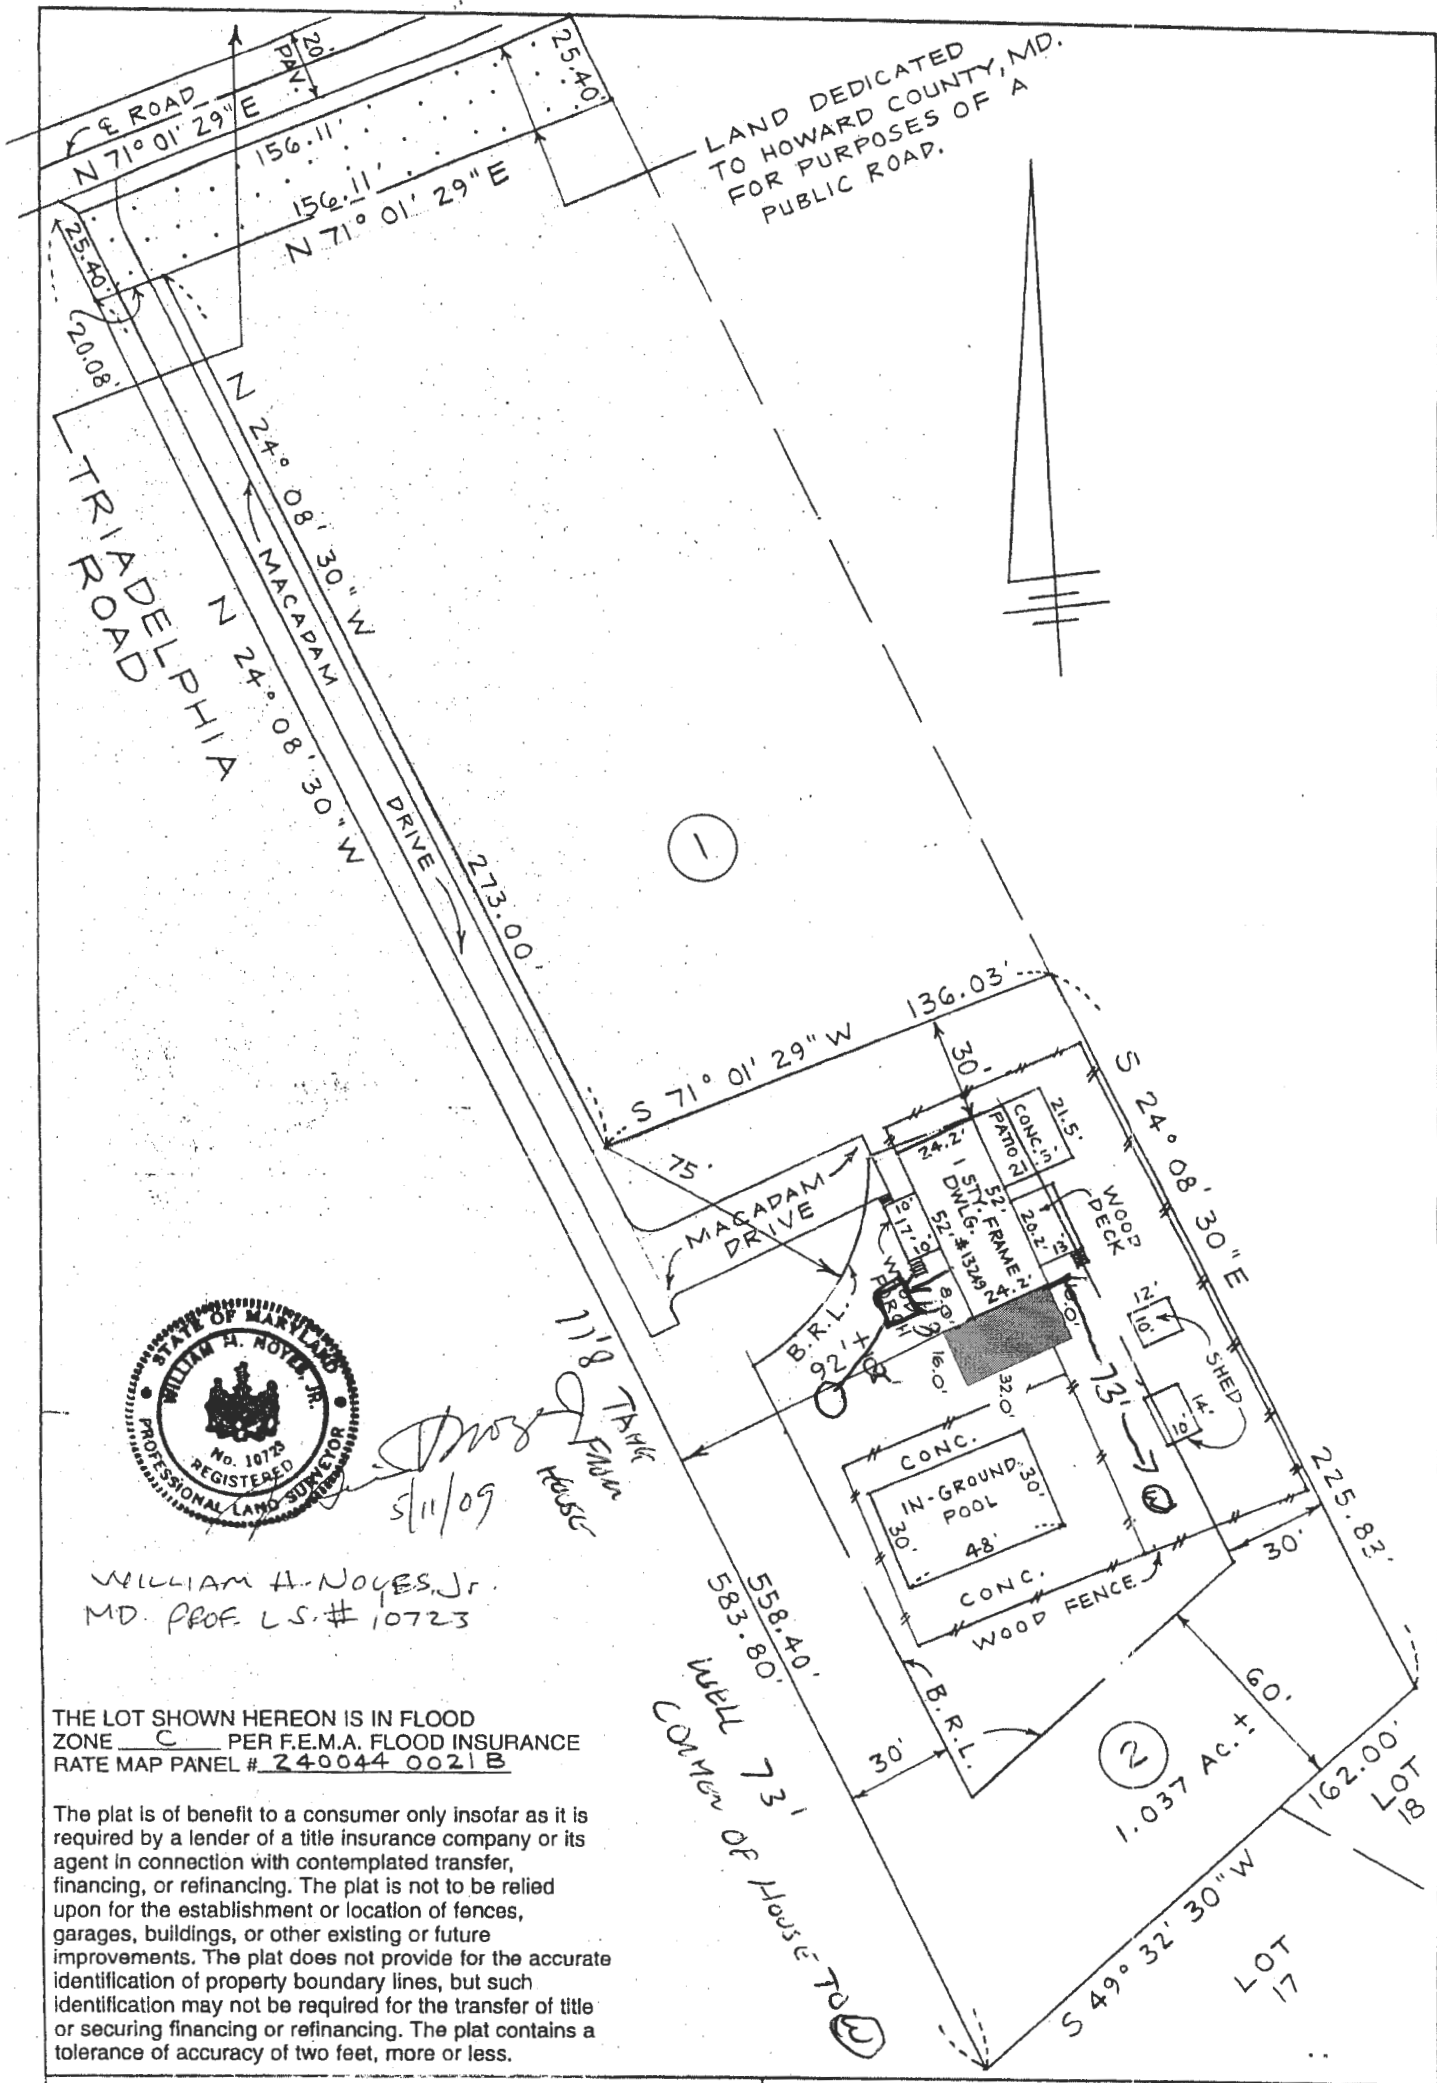 ℄ ROAD
20'
PAV.
N 71° 01' 29" E
156.11'
156.11'
N 71° 01' 29" E
25.40'
25.40'
20.08'
LAND DEDICATED
TO HOWARD COUNTY, MD.
FOR PURPOSES OF A
PUBLIC ROAD.
TRIADELPHIA
ROAD
N 24° 08' 30" W
MACADAM
DRIVE
N 24° 08' 30" W
273.00'
1
136.03'
S 71° 01' 29" W
30'
S 24° 08' 30" E
75'
MACADAM
DRIVE
24.2'
CONC.
PATIO
21.5'
52'
1 STY. FRAME
DWLG.
#13249
52'
24.2'
20.2'
WOOD
DECK
13'
17'
WOOD
PORCH
8.0'
16.0'
16.0'
32.0'
B.R.L.
92' ±
12'
10'
SHED
14'
10'
73'
W
CONC.
IN-GROUND
POOL
30'
30'
48'
CONC.
WOOD FENCE
30'
225.83'
11'8 TANK
FROM
HOUSE
558.40'
583.80'
B.R.L.
30'
60'
2
1.037 AC. ±
162.00'
LOT
18
S 49° 32' 30" W
LOT
17
WELL 73'
CORNER OF HOUSE TO W
STATE OF MARYLAND
WILLIAM H. NOYES, JR.
No. 10723
REGISTERED
PROFESSIONAL LAND SURVEYOR
5/11/09
WILLIAM H. NOYES, Jr.
MD. PROF. L.S. # 10723
THE LOT SHOWN HEREON IS IN FLOOD
ZONE C PER F.E.M.A. FLOOD INSURANCE
RATE MAP PANEL # 240044 0021 B
The plat is of benefit to a consumer only insofar as it is
required by a lender of a title insurance company or its
agent in connection with contemplated transfer,
financing, or refinancing. The plat is not to be relied
upon for the establishment or location of fences,
garages, buildings, or other existing or future
improvements. The plat does not provide for the accurate
identification of property boundary lines, but such
identification may not be required for the transfer of title
or securing financing or refinancing. The plat contains a
tolerance of accuracy of two feet, more or less.